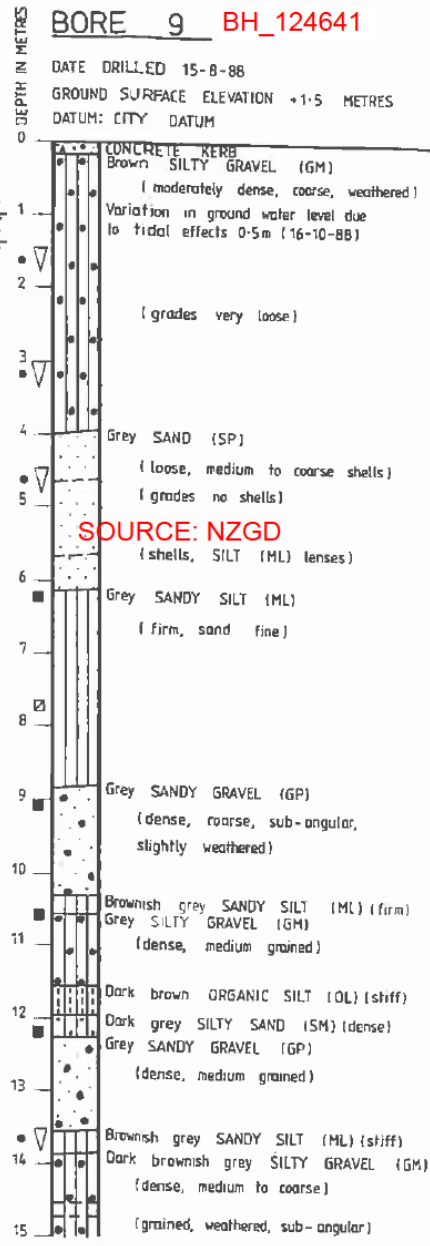 BORE 9 BH_124641
DATE DRILLED 15-8-88
GROUND SURFACE ELEVATION +1·5 METRES
DATUM: CITY DATUM
DEPTH IN METRES
0
CONCRETE KERB
Brown SILTY GRAVEL (GM)
(moderately dense, coarse, weathered)
1
Variation in ground water level due
to tidal effects 0·5m (16-10-88)
2
(grades very loose)
3
4
Grey SAND (SP)
(loose, medium to coarse shells)
(grades no shells)
5
SOURCE: NZGD
(shells, SILT (ML) lenses)
6
Grey SANDY SILT (ML)
(firm, sand fine)
7
8
9
Grey SANDY GRAVEL (GP)
(dense, coarse, sub-angular,
slightly weathered)
10
Brownish grey SANDY SILT (ML) (firm)
Grey SILTY GRAVEL (GM)
11
(dense, medium grained)
Dark brown ORGANIC SILT (OL) (stiff)
12
Dark grey SILTY SAND (SM) (dense)
Grey SANDY GRAVEL (GP)
(dense, medium grained)
13
Brownish grey SANDY SILT (ML) (stiff)
14
Dark brownish grey SILTY GRAVEL (GM)
(dense, medium to coarse)
(grained, weathered, sub-angular)
15